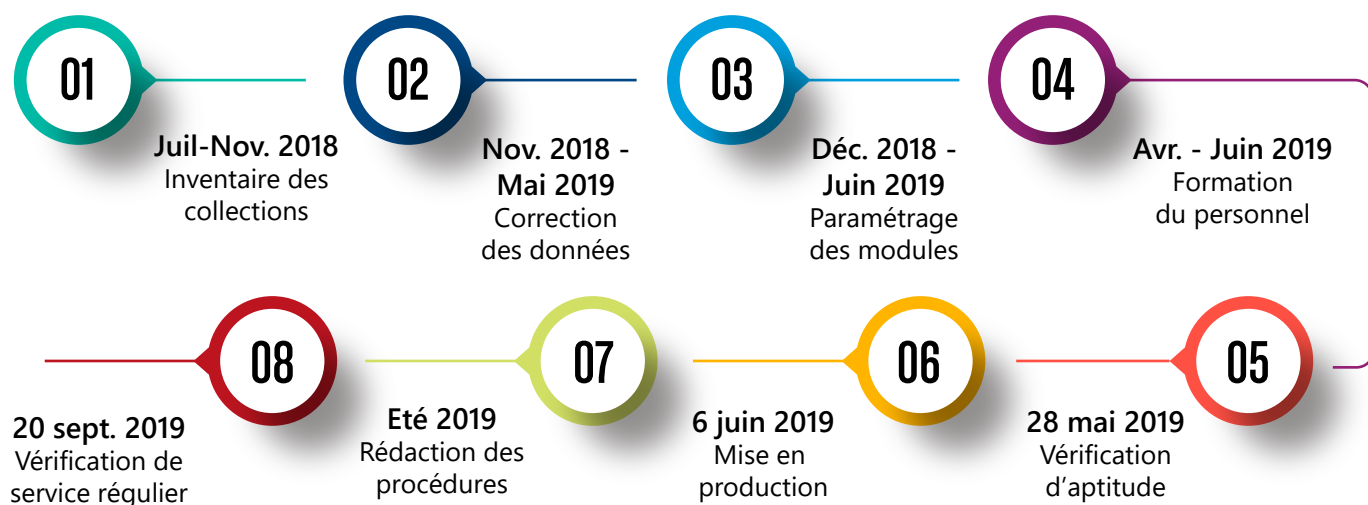 01
Juil-Nov. 2018
Inventaire des
collections
02
Nov. 2018 -
Mai 2019
Correction
des données
03
Déc. 2018 -
Juin 2019
Paramétrage
des modules
04
Avr. - Juin 2019
Formation
du personnel
05
28 mai 2019
Vérification
d'aptitude
06
6 juin 2019
Mise en
production
07
Eté 2019
Rédaction des
procédures
08
20 sept. 2019
Vérification de
service régulier